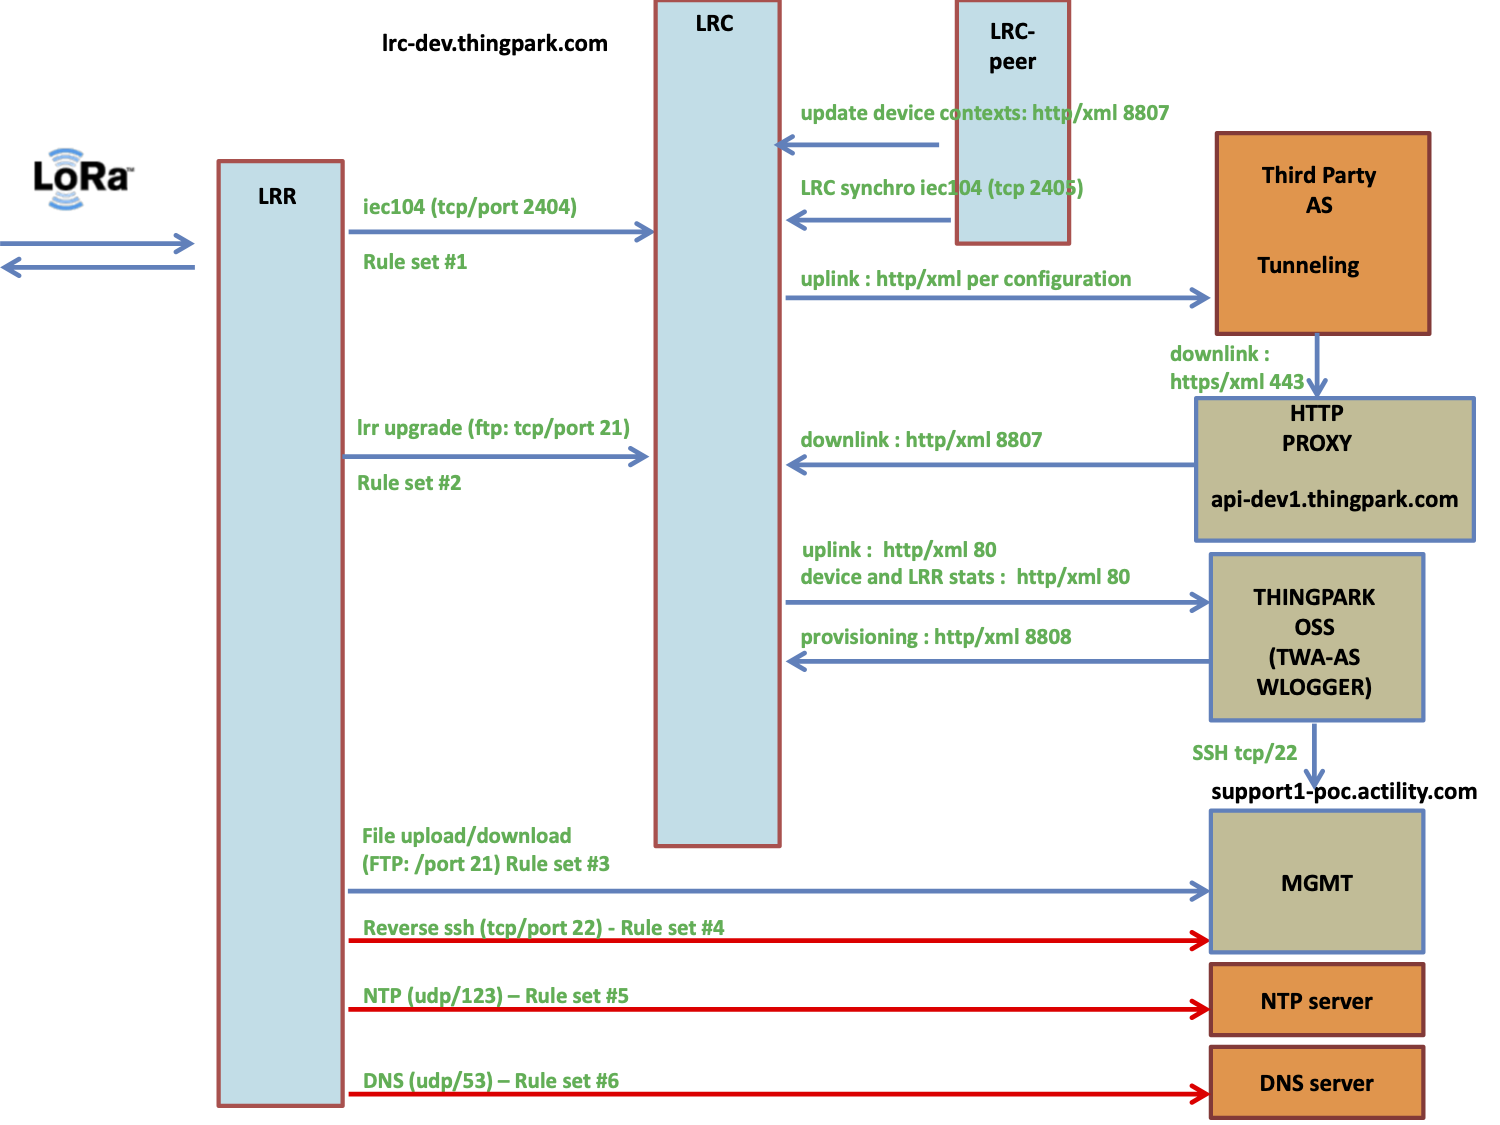 LRC
LRC-
peer
lrc-dev.thingpark.com
update device contexts: http/xml 8807
LoRa™
LRR
iec104 (tcp/port 2404)
Rule set #1
LRC synchro iec104 (tcp 2405)
Third Party
AS
Tunneling
uplink : http/xml per configuration
downlink :
https/xml 443
HTTP
PROXY
api-dev1.thingpark.com
lrr upgrade (ftp: tcp/port 21)
Rule set #2
downlink : http/xml 8807
uplink :  http/xml 80
device and LRR stats :  http/xml 80
provisioning : http/xml 8808
THINGPARK
OSS
(TWA-AS
WLOGGER)
SSH tcp/22
support1-poc.actility.com
File upload/download
(FTP: /port 21) Rule set #3
MGMT
Reverse ssh (tcp/port 22) - Rule set #4
NTP (udp/123) – Rule set #5
NTP server
DNS (udp/53) – Rule set #6
DNS server